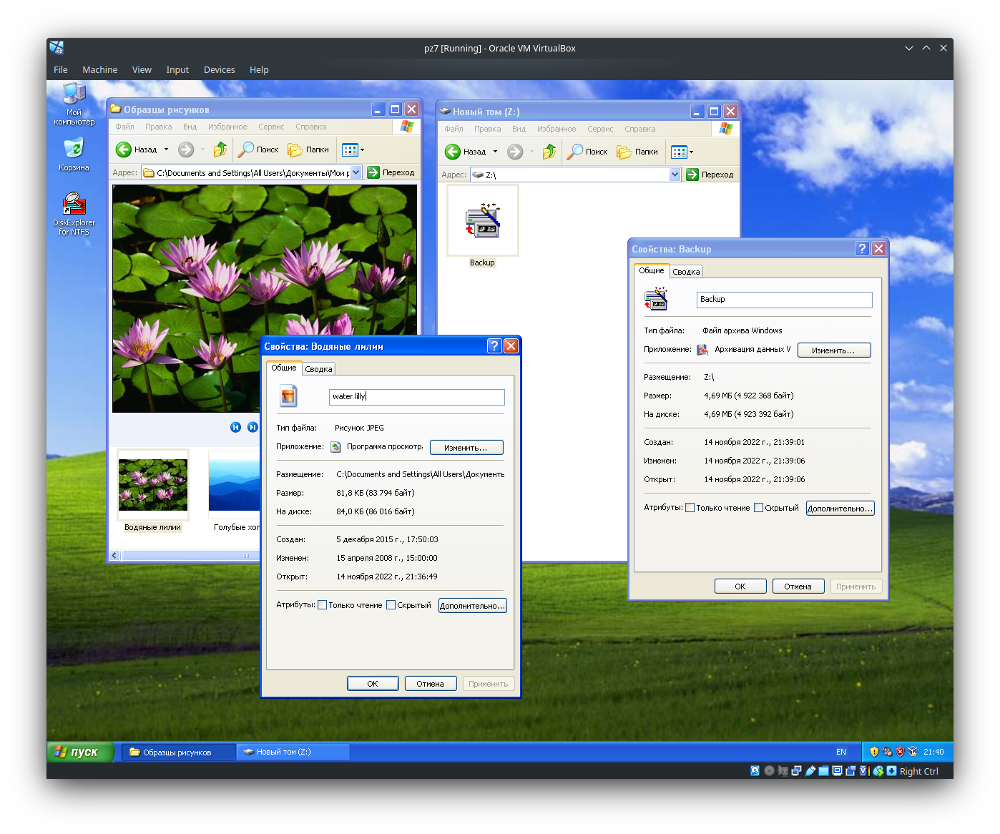 pz7 [Running] - Oracle VM VirtualBox
File Machine View Input Devices Help
Мой компьютер
Корзина
DiskExplorer for NTFS
Образцы рисунков
Файл Правка Вид Избранное Сервис Справка
Назад Поиск Папки
Адрес: C:\Documents and Settings\All Users\Документы\Мои р Переход
Водяные лилии
Голубые хол
Новый том (Z:)
Файл Правка Вид Избранное Сервис Справка
Назад Поиск Папки
Адрес: Z:\ Переход
Backup
Свойства: Водяные лилии
Общие Сводка
water lilly
Тип файла: Рисунок JPEG
Приложение: Программа просмотр Изменить...
Размещение: C:\Documents and Settings\All Users\Документь
Размер: 81,8 КБ (83 794 байт)
На диске: 84,0 КБ (86 016 байт)
Создан: 5 декабря 2015 г., 17:50:03
Изменен: 15 апреля 2008 г., 15:00:00
Открыт: 14 ноября 2022 г., 21:36:49
Атрибуты: Только чтение Скрытый Дополнительно...
OK Отмена Применить
Свойства: Backup
Общие Сводка
Backup
Тип файла: Файл архива Windows
Приложение: Архивация данных V Изменить...
Размещение: Z:\
Размер: 4,69 МБ (4 922 368 байт)
На диске: 4,69 МБ (4 923 392 байт)
Создан: 14 ноября 2022 г., 21:39:01
Изменен: 14 ноября 2022 г., 21:39:06
Открыт: 14 ноября 2022 г., 21:39:06
Атрибуты: Только чтение Скрытый Дополнительно...
OK Отмена Применить
пуск Образцы рисунков Новый том (Z:) EN 21:40
Right Ctrl